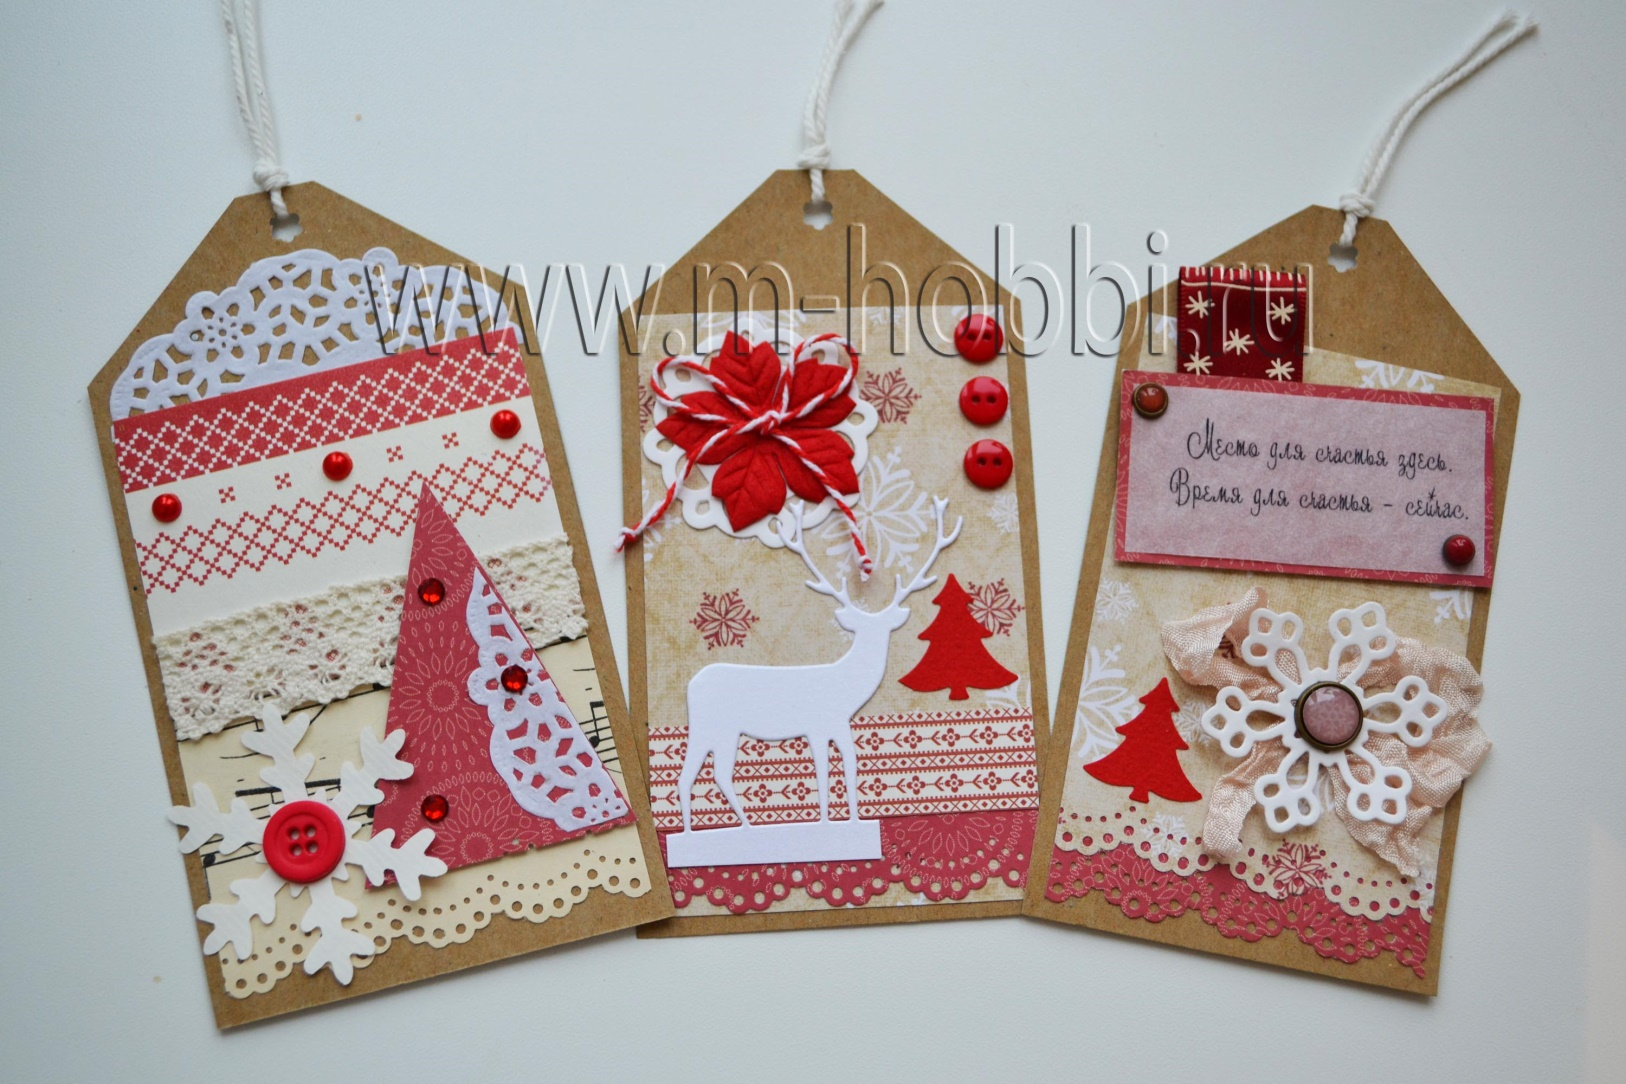 www.m-hobbi.ru
Место для счастья здесь.
Время для счастья - сейчас.